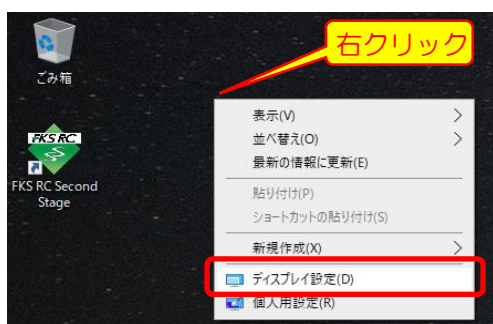 右クリック
ごみ箱
FKS RC
FKS RC Second
Stage
表示(V)
並べ替え(O)
最新の情報に更新(E)
貼り付け(P)
ショートカットの貼り付け(S)
新規作成(X)
ディスプレイ設定(D)
個人用設定(R)